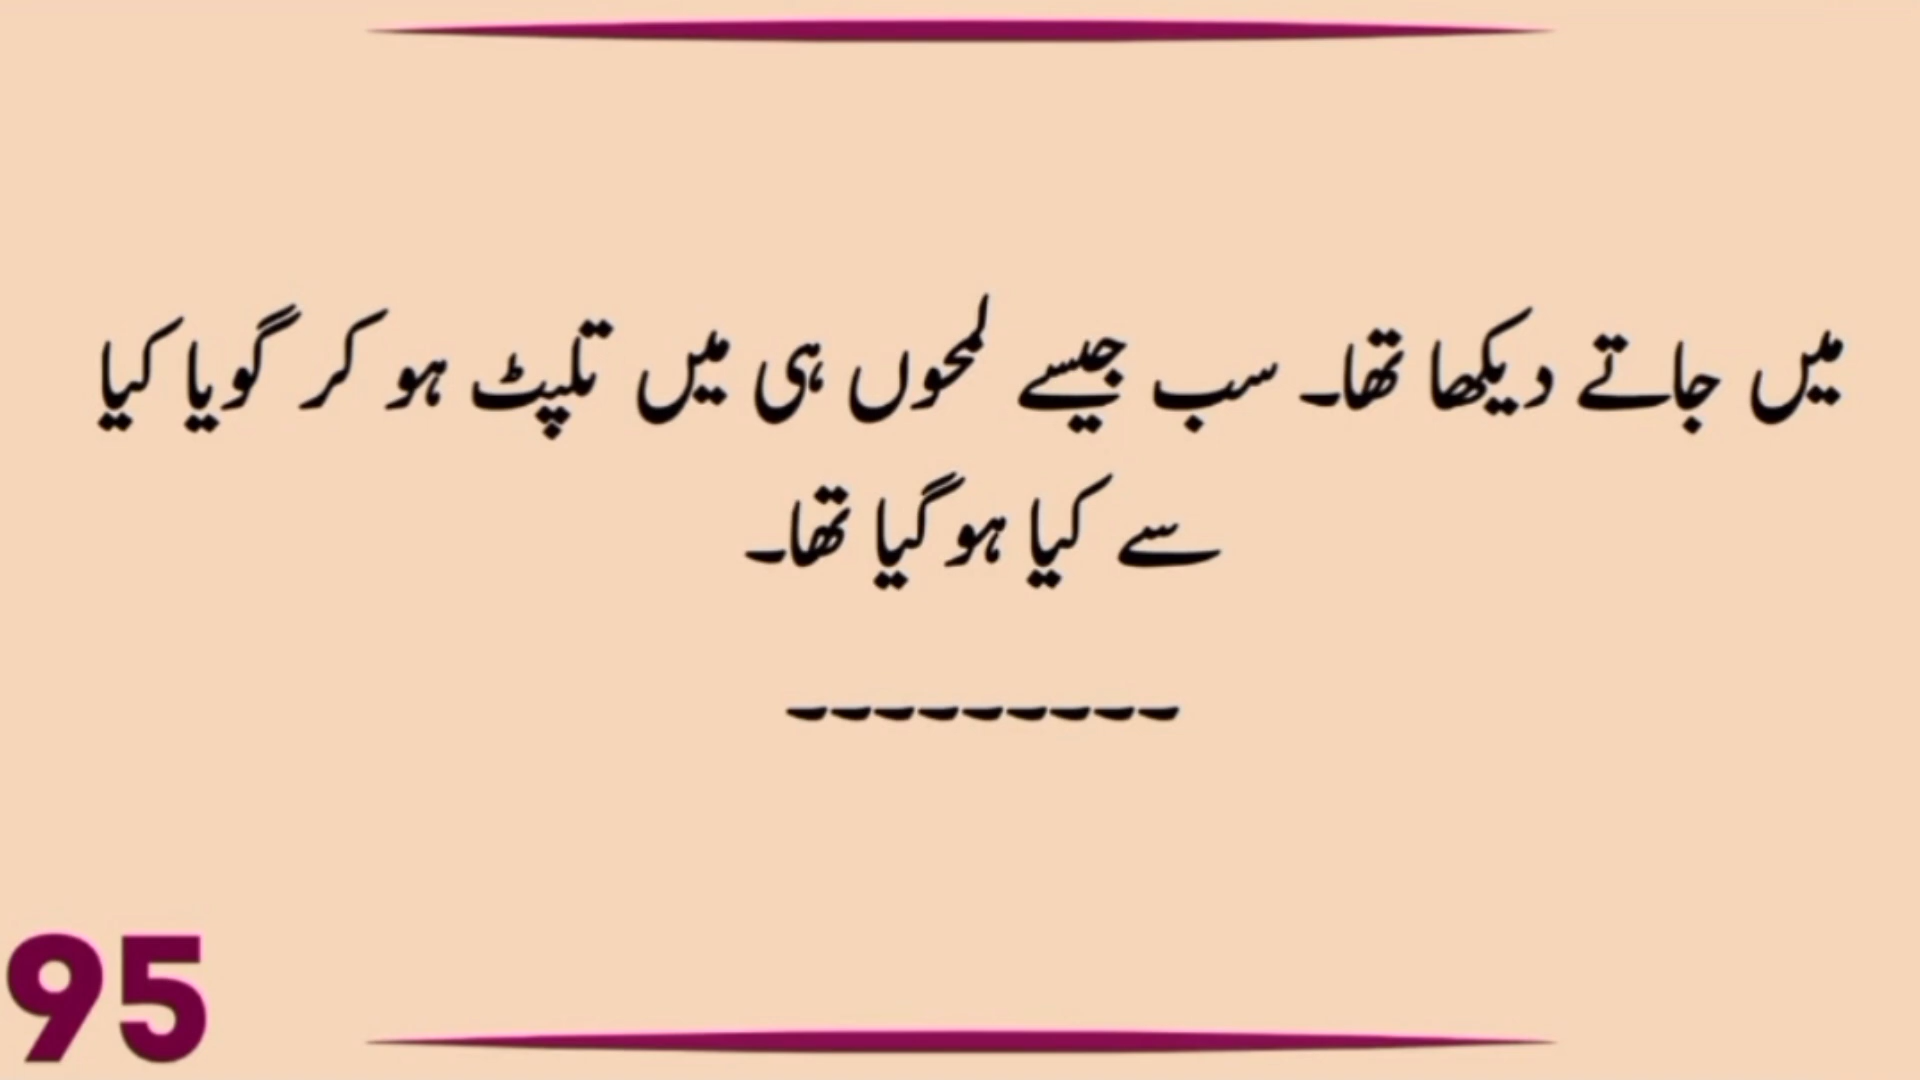 میں جاتے دیکھا تھا۔ سب جیسے لمحوں ہی میں تلپٹ ہو کر گویا کیا
سے کیا ہو گیا تھا۔
---------
95